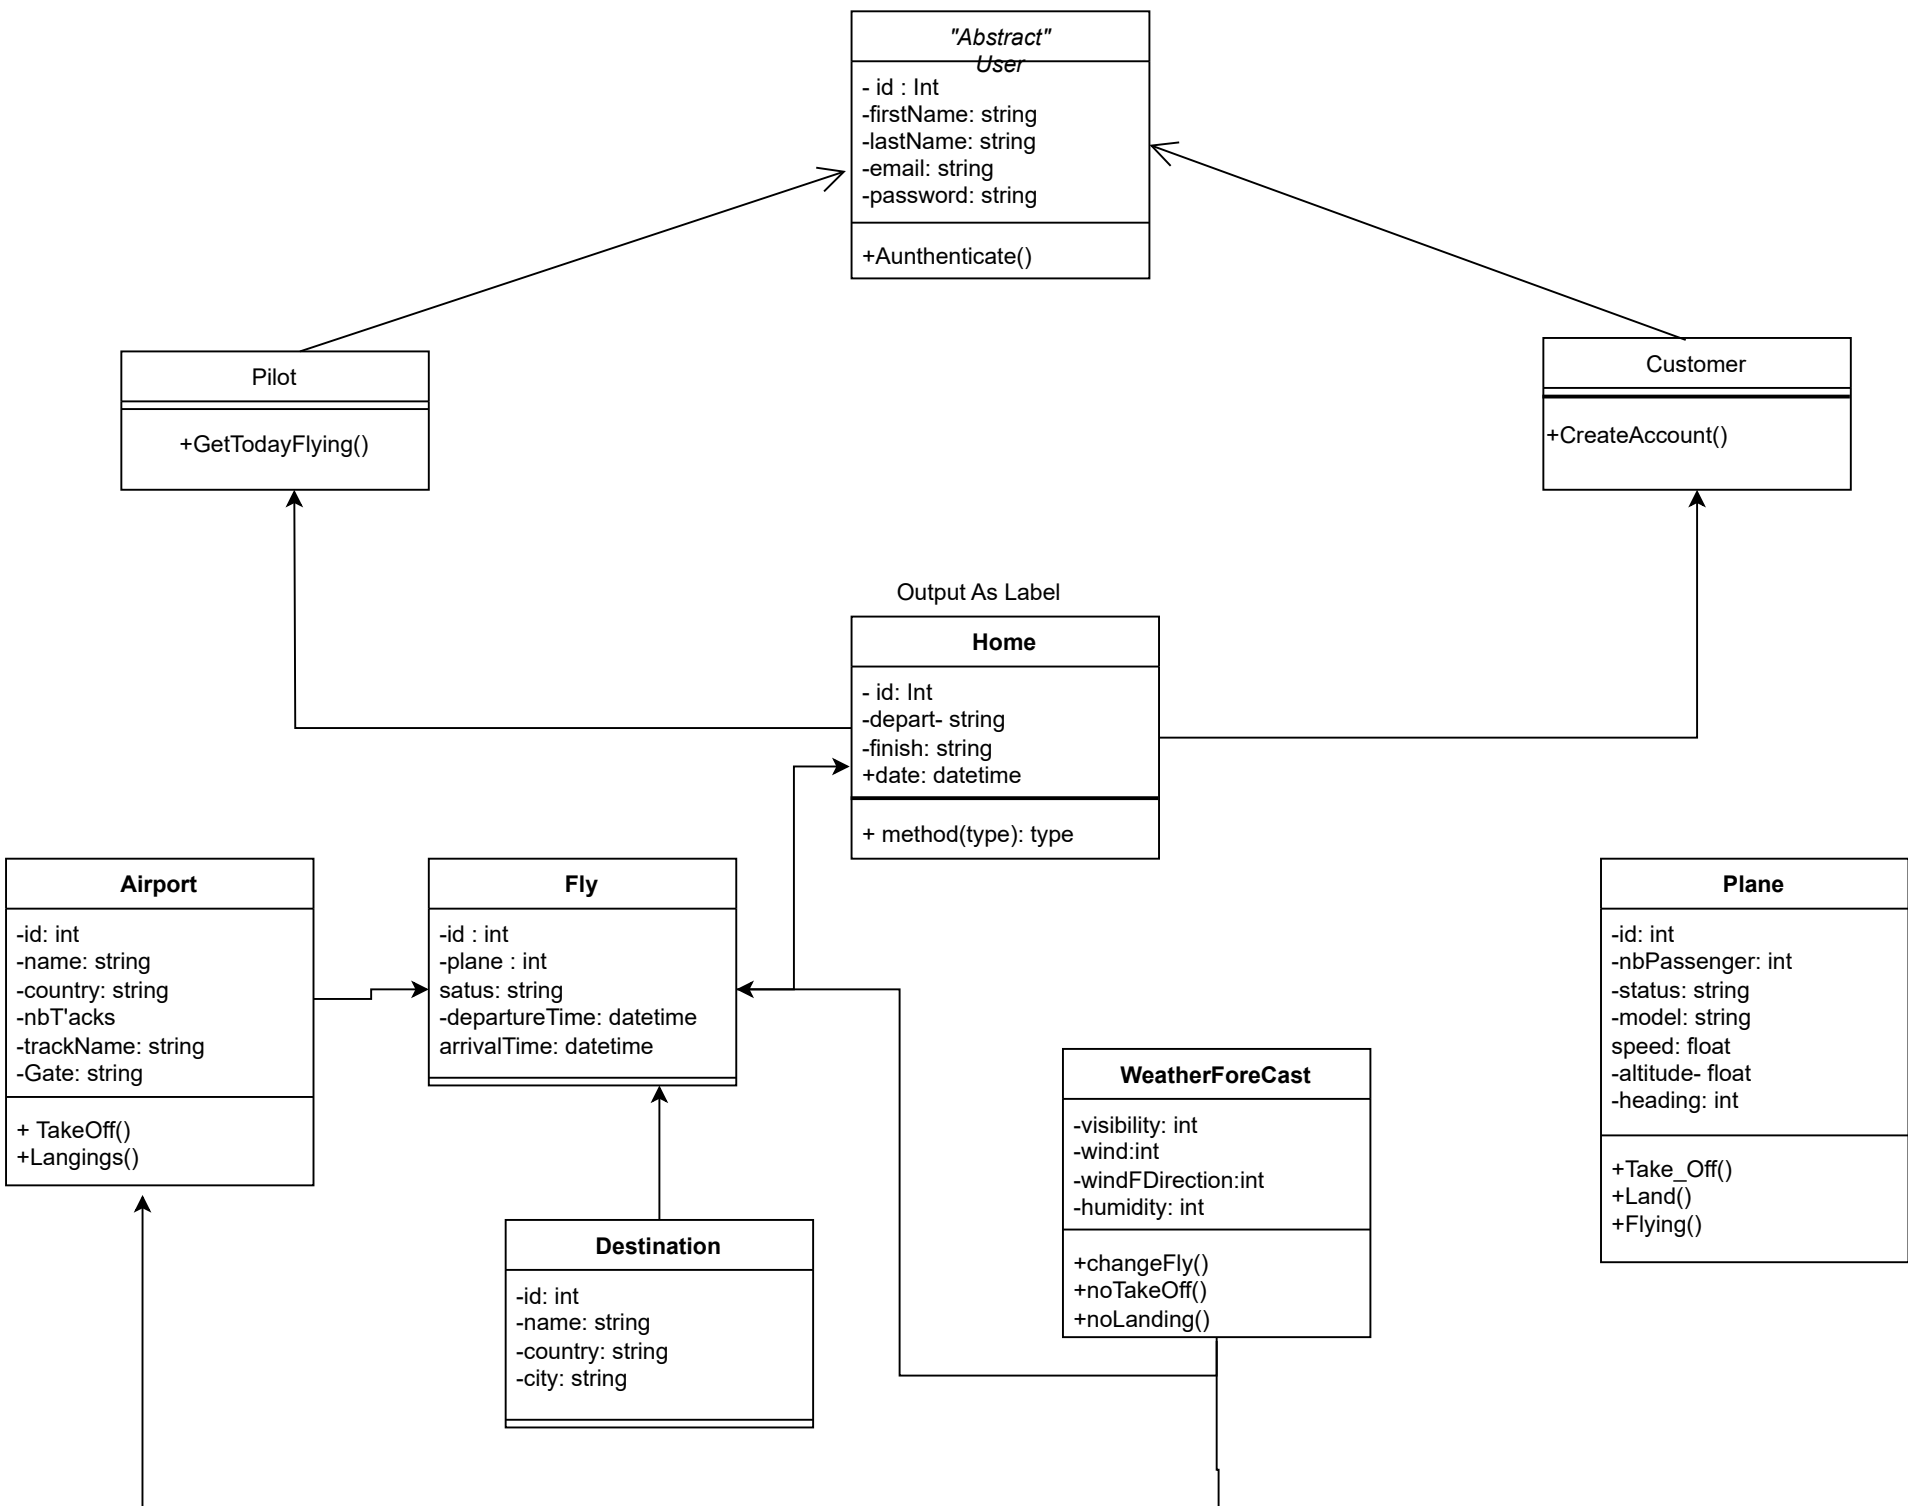 "Abstract"
User
- id : Int
-firstName: string
-lastName: string
-email: string
-password: string
+Aunthenticate()
Pilot
+GetTodayFlying()
Customer
+CreateAccount()
Output As Label
Home
- id: Int
-depart- string
-finish: string
+date: datetime
+ method(type): type
Airport
-id: int
-name: string
-country: string
-nbT'acks
-trackName: string
-Gate: string
+ TakeOff()
+Langings()
Fly
-id : int
-plane : int
satus: string
-departureTime: datetime
arrivalTime: datetime
Plane
-id: int
-nbPassenger: int
-status: string
-model: string
speed: float
-altitude- float
-heading: int
+Take_Off()
+Land()
+Flying()
WeatherForeCast
-visibility: int
-wind:int
-windFDirection:int
-humidity: int
+changeFly()
+noTakeOff()
+noLanding()
Destination
-id: int
-name: string
-country: string
-city: string